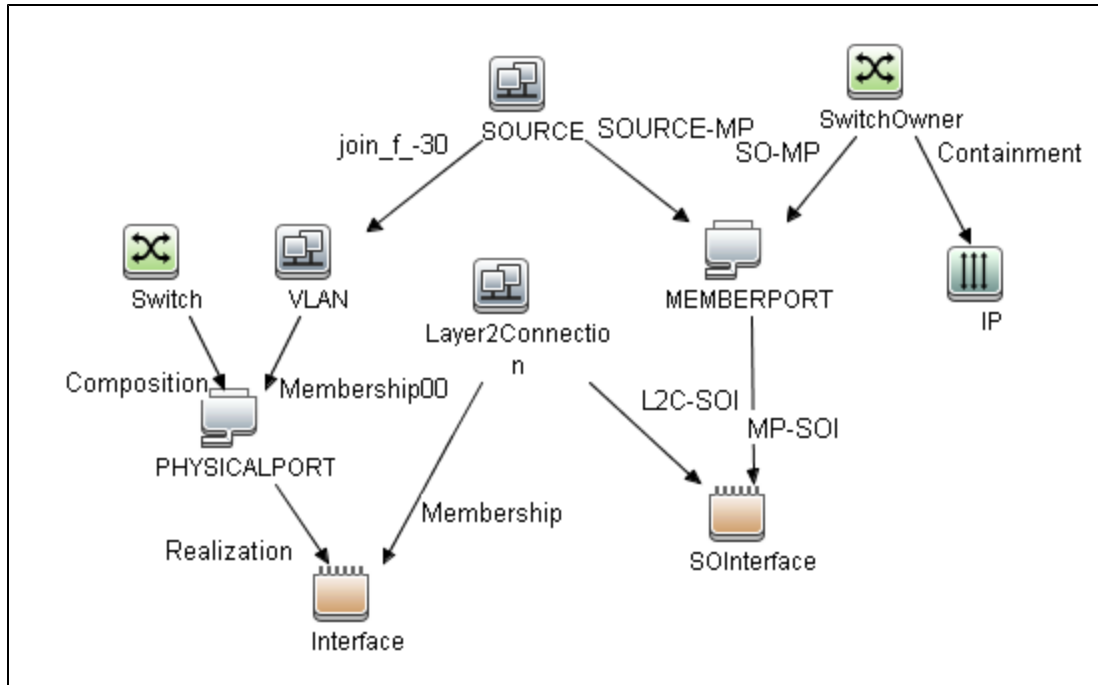 SOURCE
SwitchOwner
join_f_-30
SOURCE-MP
SO-MP
Containment
Switch
VLAN
Layer2Connectio
n
MEMBERPORT
IP
Composition
Membership00
L2C-SOI
MP-SOI
PHYSICALPORT
Membership
Realization
SOInterface
Interface